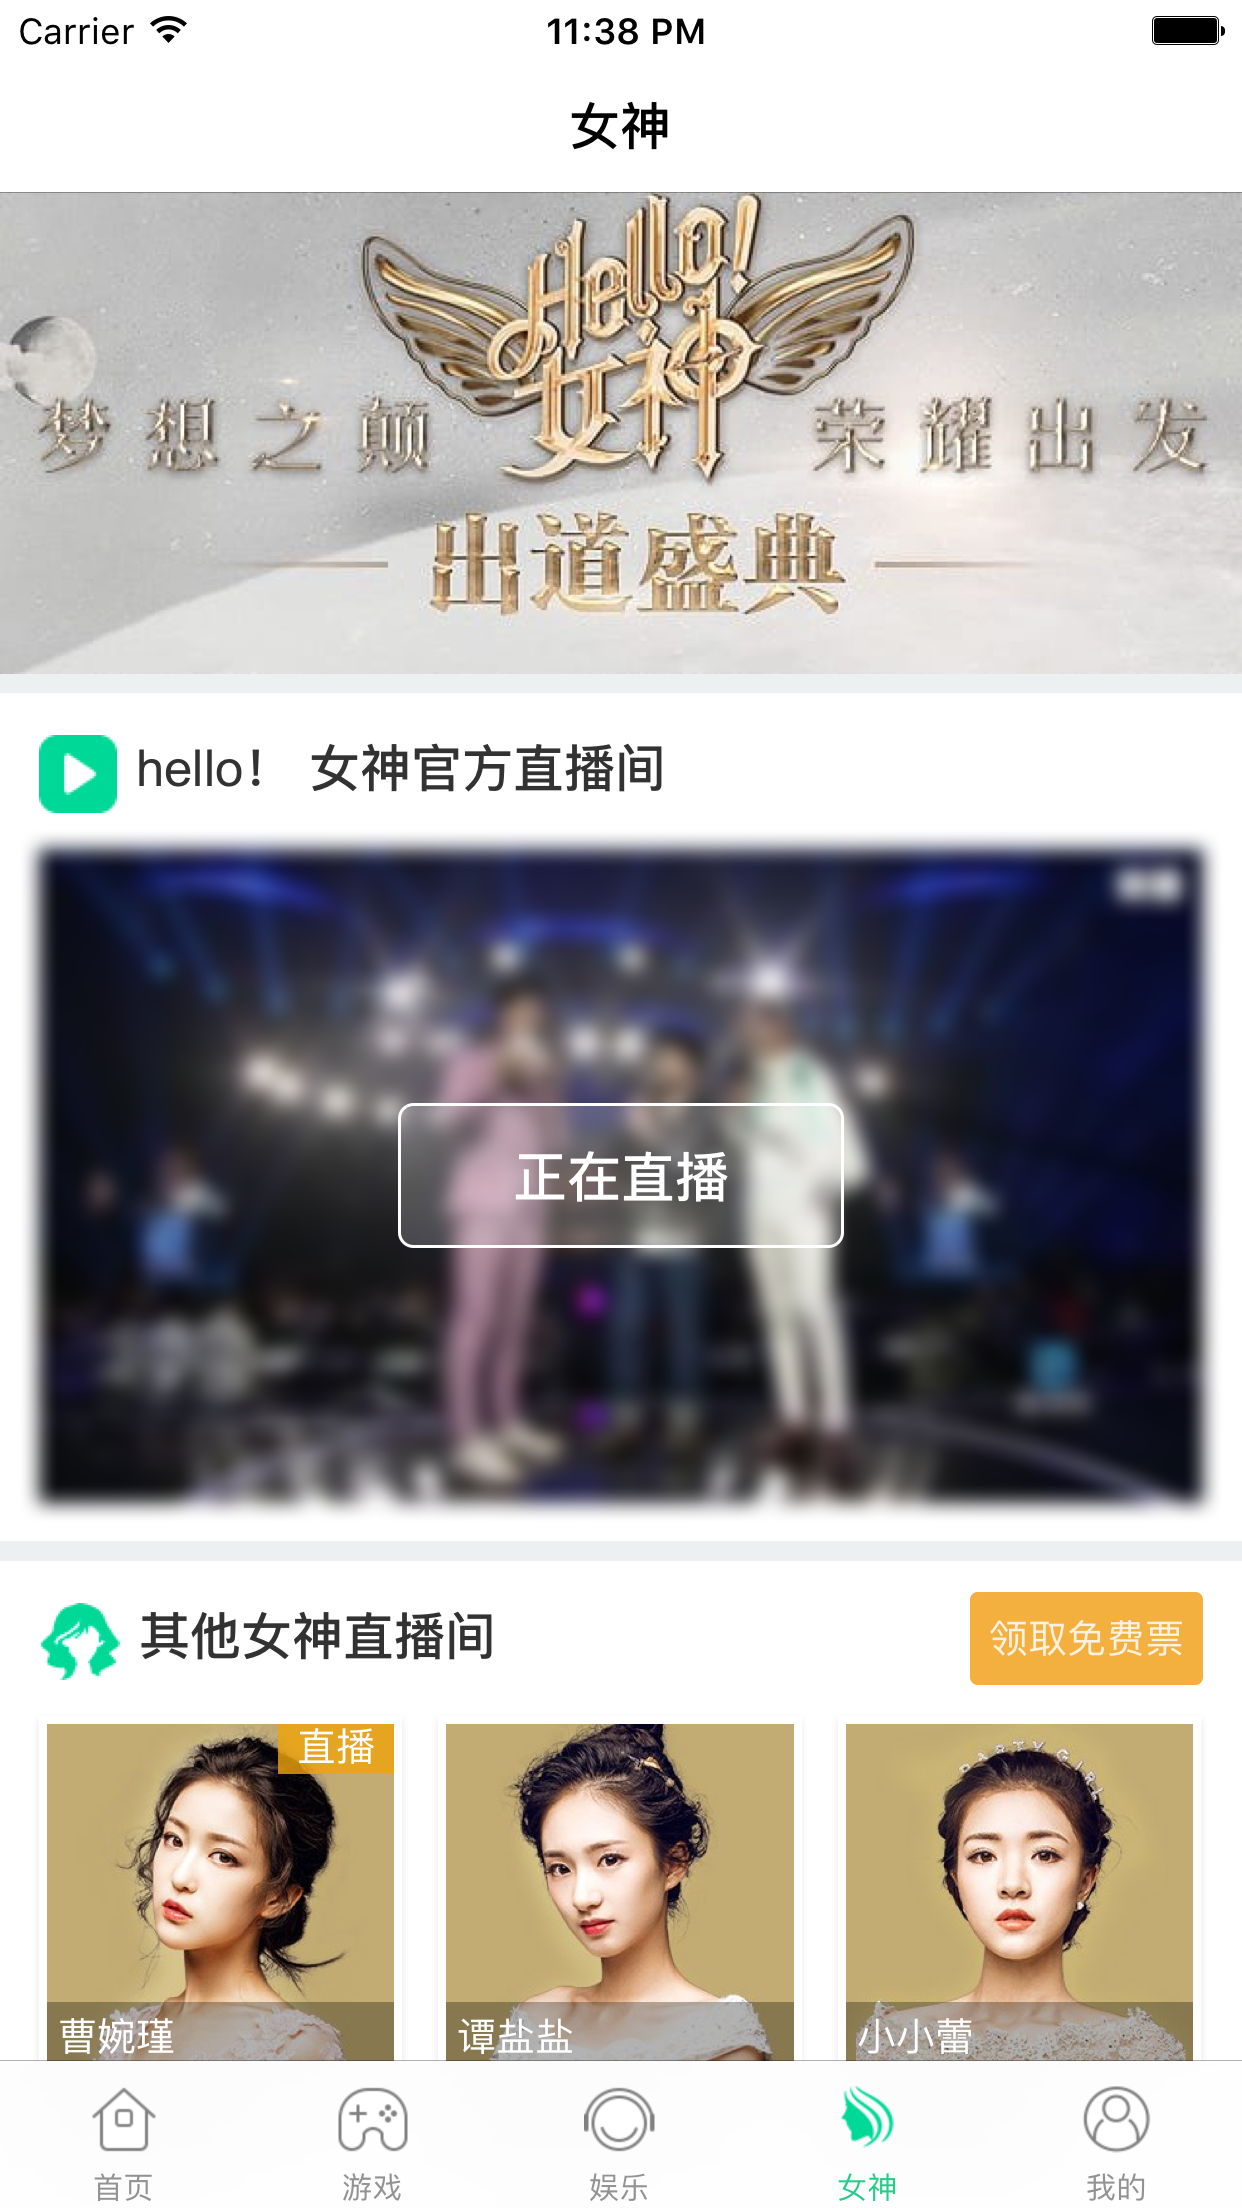 Carrier 11:38 PM
女神
Hello!
女神
梦想之颠 荣耀出发
出道盛典
hello! 女神官方直播间
正在直播
其他女神直播间 领取免费票
直播
PARTY GIRL
曹婉瑾 谭盐盐 小小蕾
首页 游戏 娱乐 女神 我的